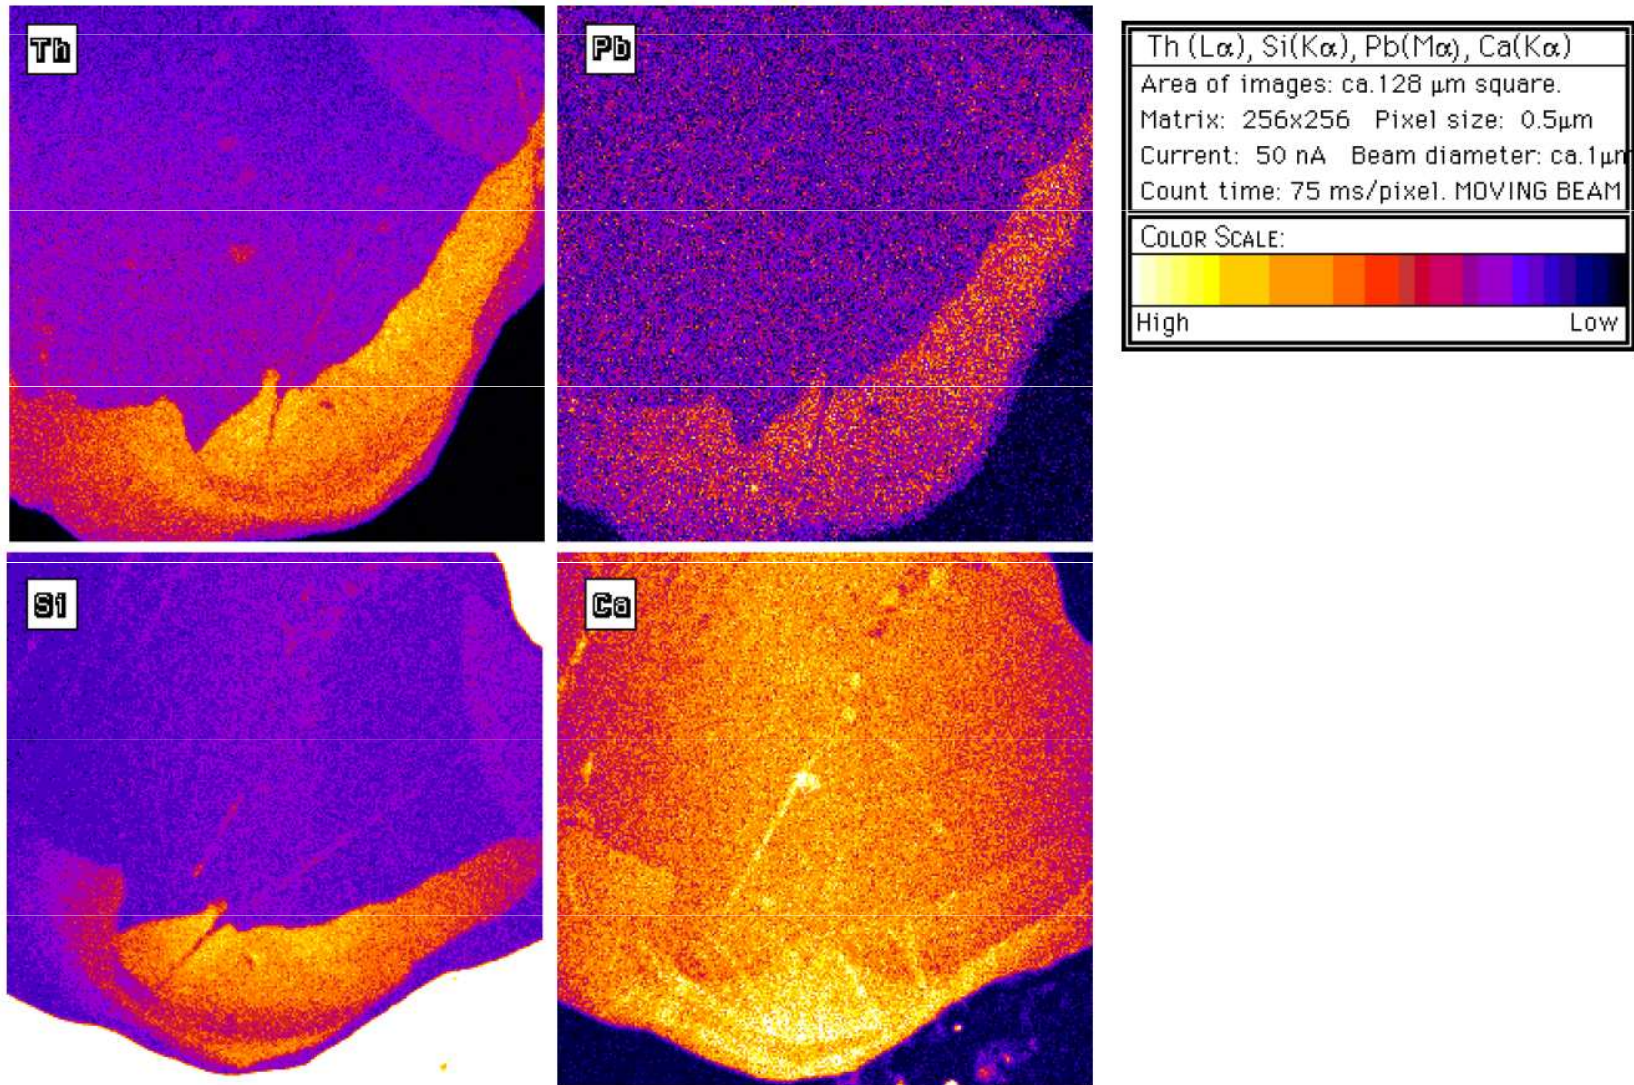 Th
Pb
Th (Lα), Si(Kα), Pb(Mα), Ca(Kα)
Area of images: ca.128 μm square.
Matrix: 256x256 Pixel size: 0.5μm
Current: 50 nA Beam diameter: ca.1μm
Count time: 75 ms/pixel. MOVING BEAM
COLOR SCALE:
High Low
Si
Ca